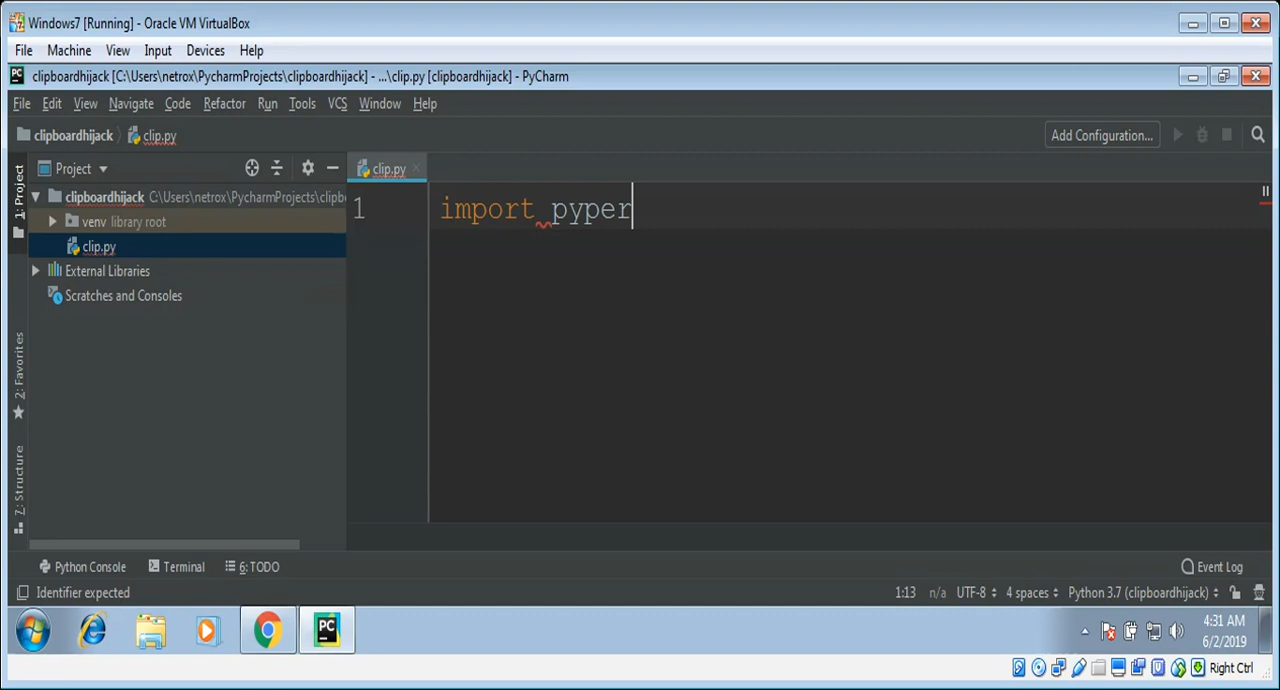 Windows7 [Running] - Oracle VM VirtualBox
File Machine View Input Devices Help
PC clipboardhijack [C:\Users\netrox\PycharmProjects\clipboardhijack] - ...\clip.py [clipboardhijack] - PyCharm
File Edit View Navigate Code Refactor Run Tools VCS Window Help
clipboardhijack clip.py Add Configuration...
1: Project
Project
clip.py
clipboardhijack C:\Users\netrox\PycharmProjects\clipb
1 import pyper
venv library root
clip.py
External Libraries
Scratches and Consoles
2: Favorites
7: Structure
Python Console Terminal 6: TODO Event Log
Identifier expected 1:13 n/a UTF-8 4 spaces Python 3.7 (clipboardhijack)
PC
4:31 AM
6/2/2019
Right Ctrl